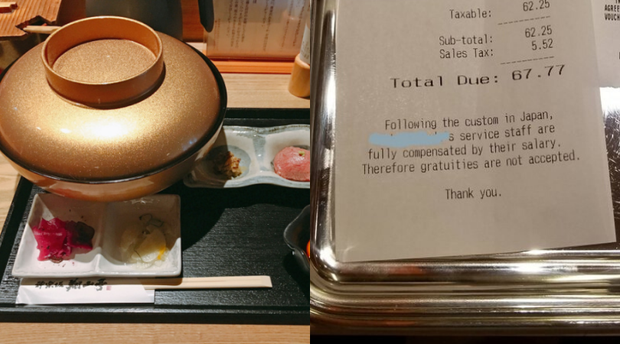 Taxable: 62.25
Sub-total: 62.25
Sales Tax: 5.52
Total Due: 67.77
Following the custom in Japan,
s service staff are
fully compensated by their salary.
Therefore gratuities are not accepted.
Thank you.